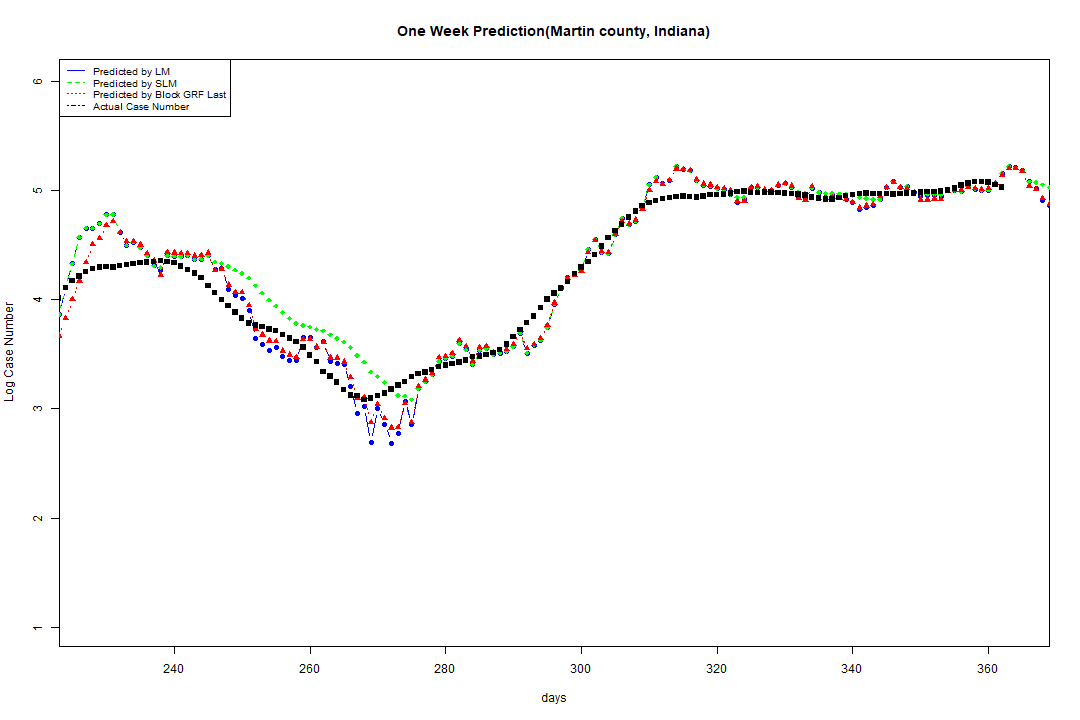 One Week Prediction(Martin county, Indiana)
Predicted by LM
Predicted by SLM
Predicted by Block GRF Last
Actual Case Number
6
5
4
3
2
1
Log Case Number
240 260 280 300 320 340 360
days